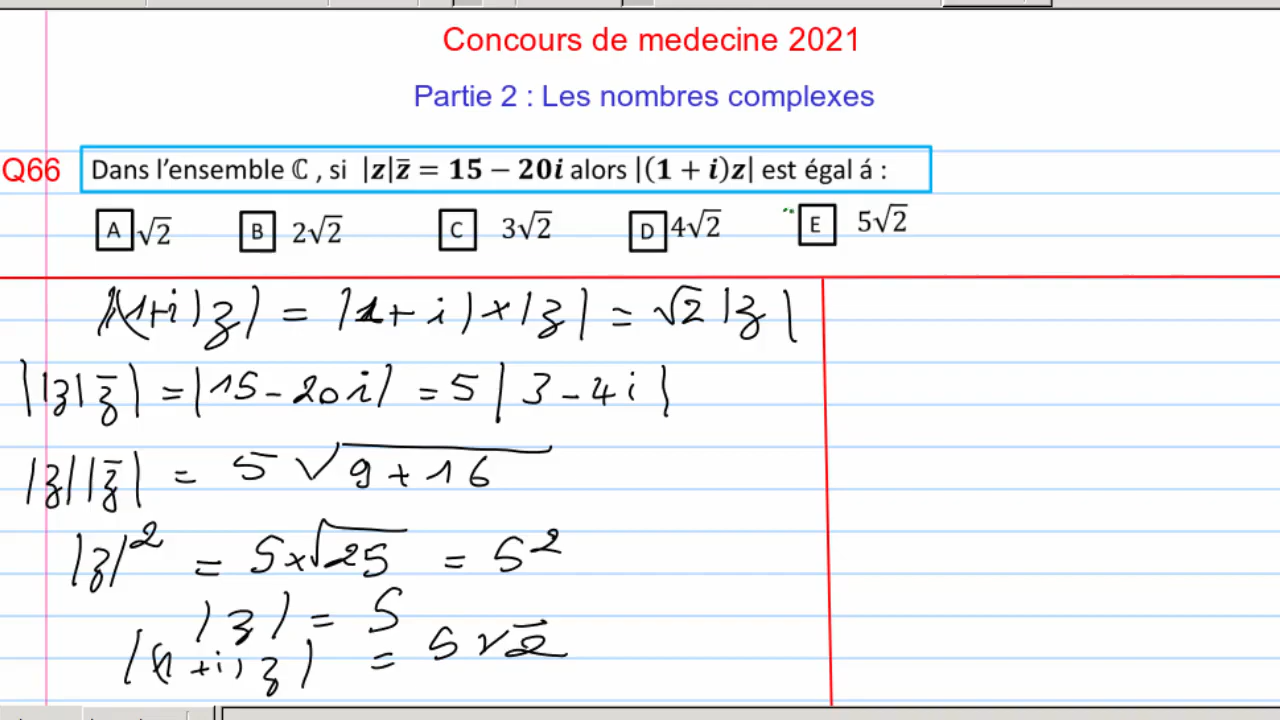 Concours de medecine 2021
Partie 2 : Les nombres complexes
Q66 Dans l’ensemble ℂ , si |z|z̄ = 15 − 20i alors |(1 + i)z| est égal á :
A √2 B 2√2 C 3√2 D 4√2 E 5√2
|(1+i)z| = |1+i|×|z| = √2 |z|
||z|z̄| = |15-20i| = 5|3-4i|
|z||z̄| = 5√(9+16)
|z|² = 5×√25 = 5²
|z| = 5
|(1+i)z| = 5√2